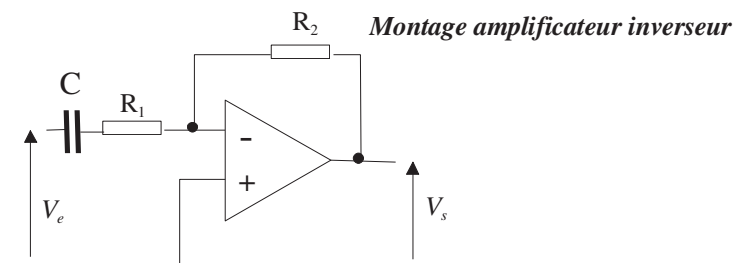 R₂ Montage amplificateur inverseur
C
R₁
-
+
Vₑ
Vₛ